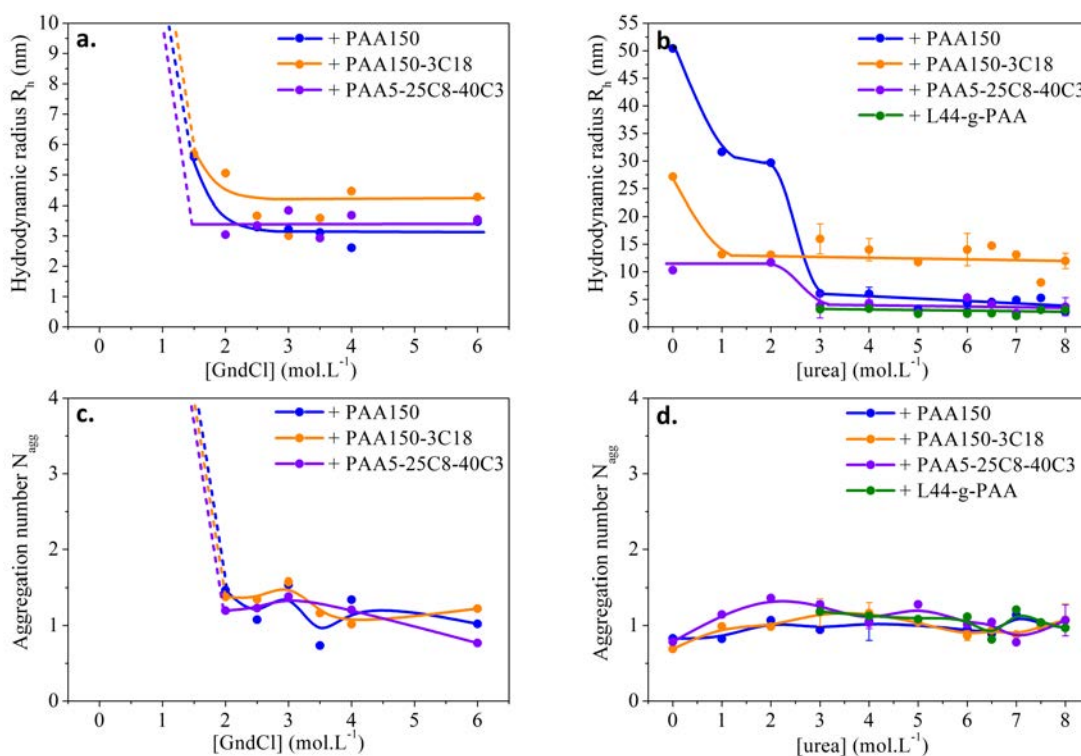 a.
+ PAA150
+ PAA150-3C18
+ PAA5-25C8-40C3
Hydrodynamic radius Rₕ (nm)
10
9
8
7
6
5
4
3
2
1
0
0 1 2 3 4 5 6
[GndCl] (mol.L⁻¹)
b.
+ PAA150
+ PAA150-3C18
+ PAA5-25C8-40C3
+ L44-g-PAA
Hydrodynamic radius Rₕ (nm)
55
50
35
40
35
30
25
20
15
10
5
0
0 1 2 3 4 5 6 7 8
[urea] (mol.L⁻¹)
c.
+ PAA150
+ PAA150-3C18
+ PAA5-25C8-40C3
Aggregation number Nₐgg
4
3
2
1
0
0 1 2 3 4 5 6
[GndCl] (mol.L⁻¹)
d.
+ PAA150
+ PAA150-3C18
+ PAA5-25C8-40C3
+ L44-g-PAA
Aggregation number Nₐgg
4
3
2
1
0
0 1 2 3 4 5 6 7 8
[urea] (mol.L⁻¹)